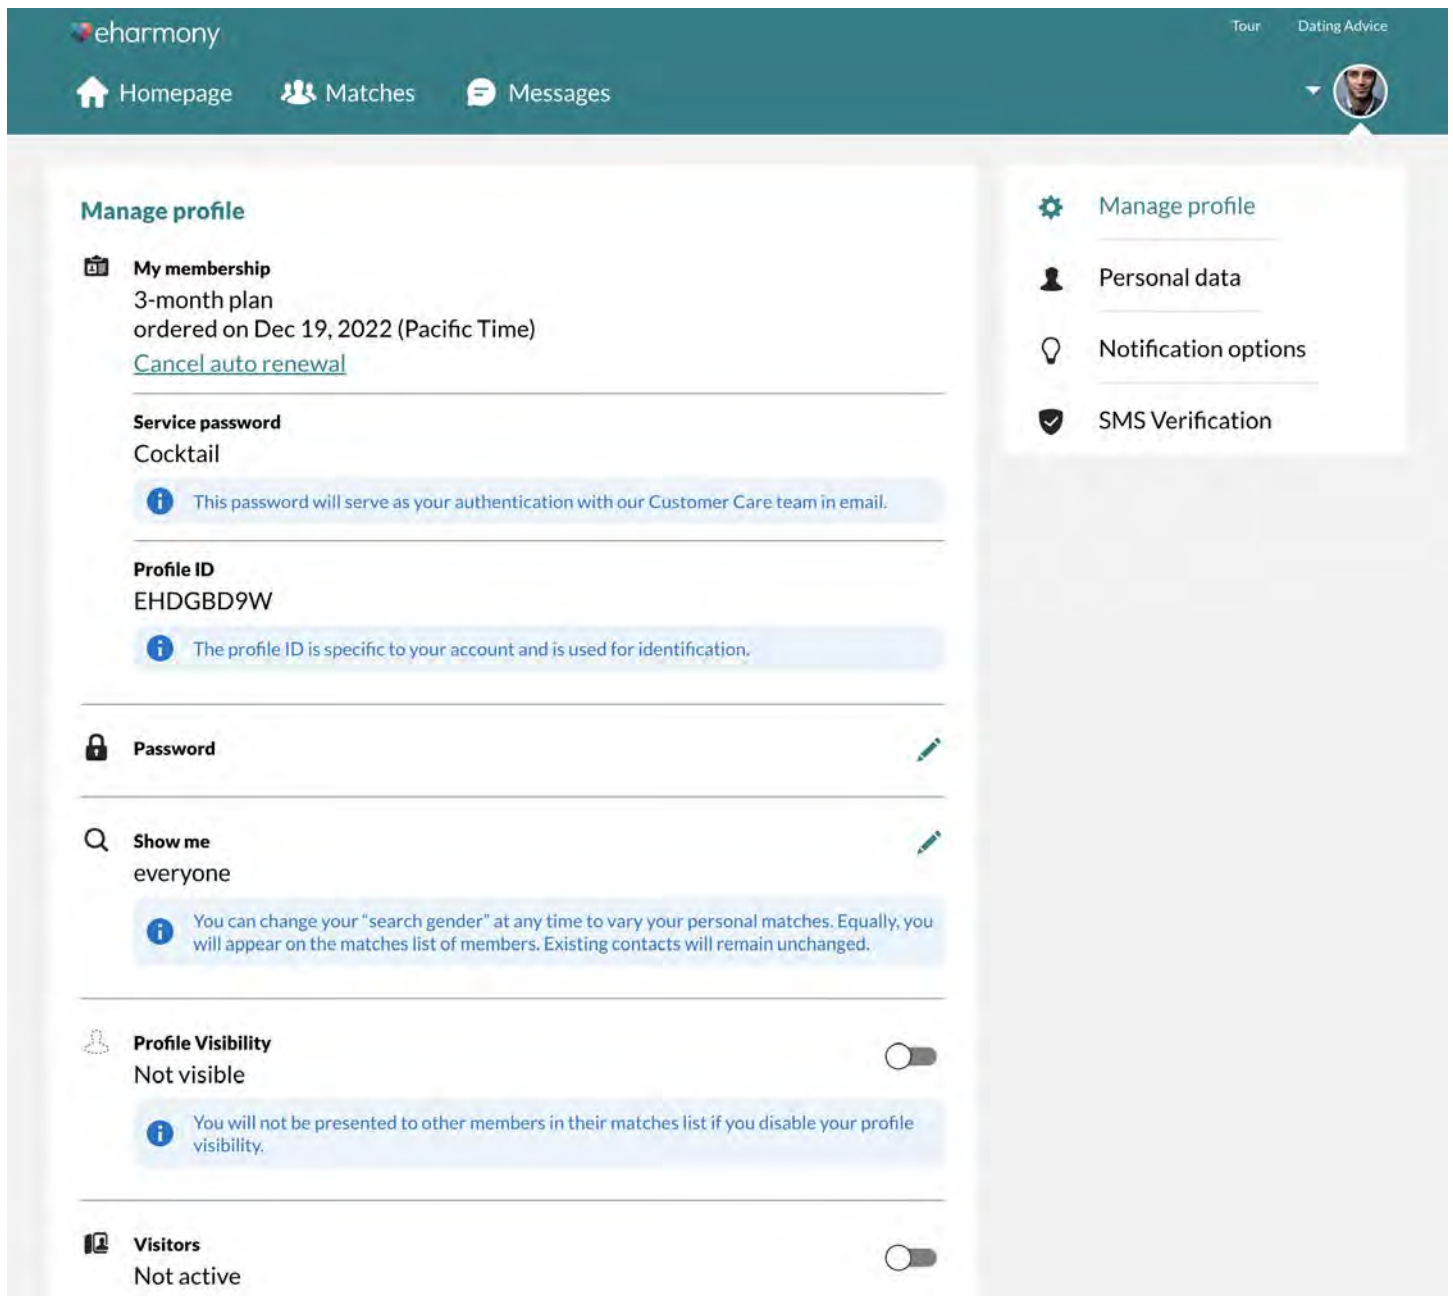 eharmony
Tour Dating Advice
Homepage Matches Messages
Manage profile
My membership
3-month plan
ordered on Dec 19, 2022 (Pacific Time)
Cancel auto renewal
Service password
Cocktail
This password will serve as your authentication with our Customer Care team in email.
Profile ID
EHDGBD9W
The profile ID is specific to your account and is used for identification.
Password
Show me
everyone
You can change your “search gender” at any time to vary your personal matches. Equally, you
will appear on the matches list of members. Existing contacts will remain unchanged.
Profile Visibility
Not visible
You will not be presented to other members in their matches list if you disable your profile
visibility.
Visitors
Not active
Manage profile
Personal data
Notification options
SMS Verification